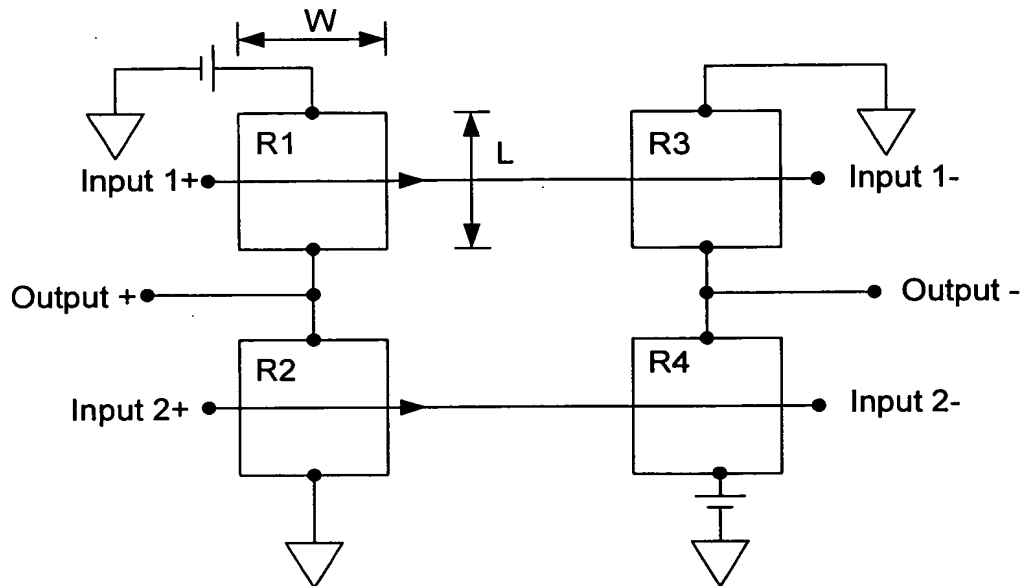 W
R1
L
R3
Input 1+
Input 1-
Output +
Output -
R2
R4
Input 2+
Input 2-